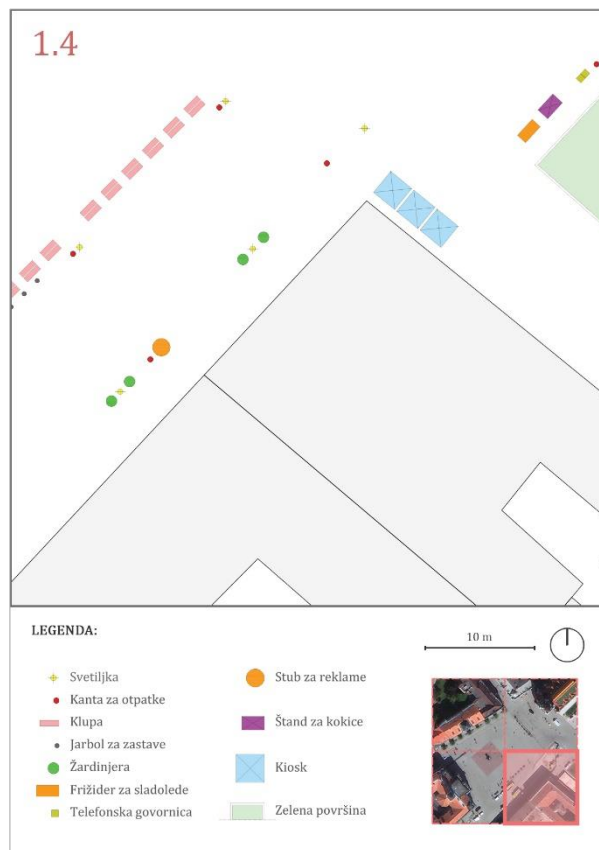 1.4
LEGENDA:
10 m
Svetiljka
Kanta za otpatke
Klupa
Jarbol za zastave
Žardinjera
Frižider za sladolede
Telefonska govornica
Stub za reklame
Štand za kokice
Kiosk
Zelena površina